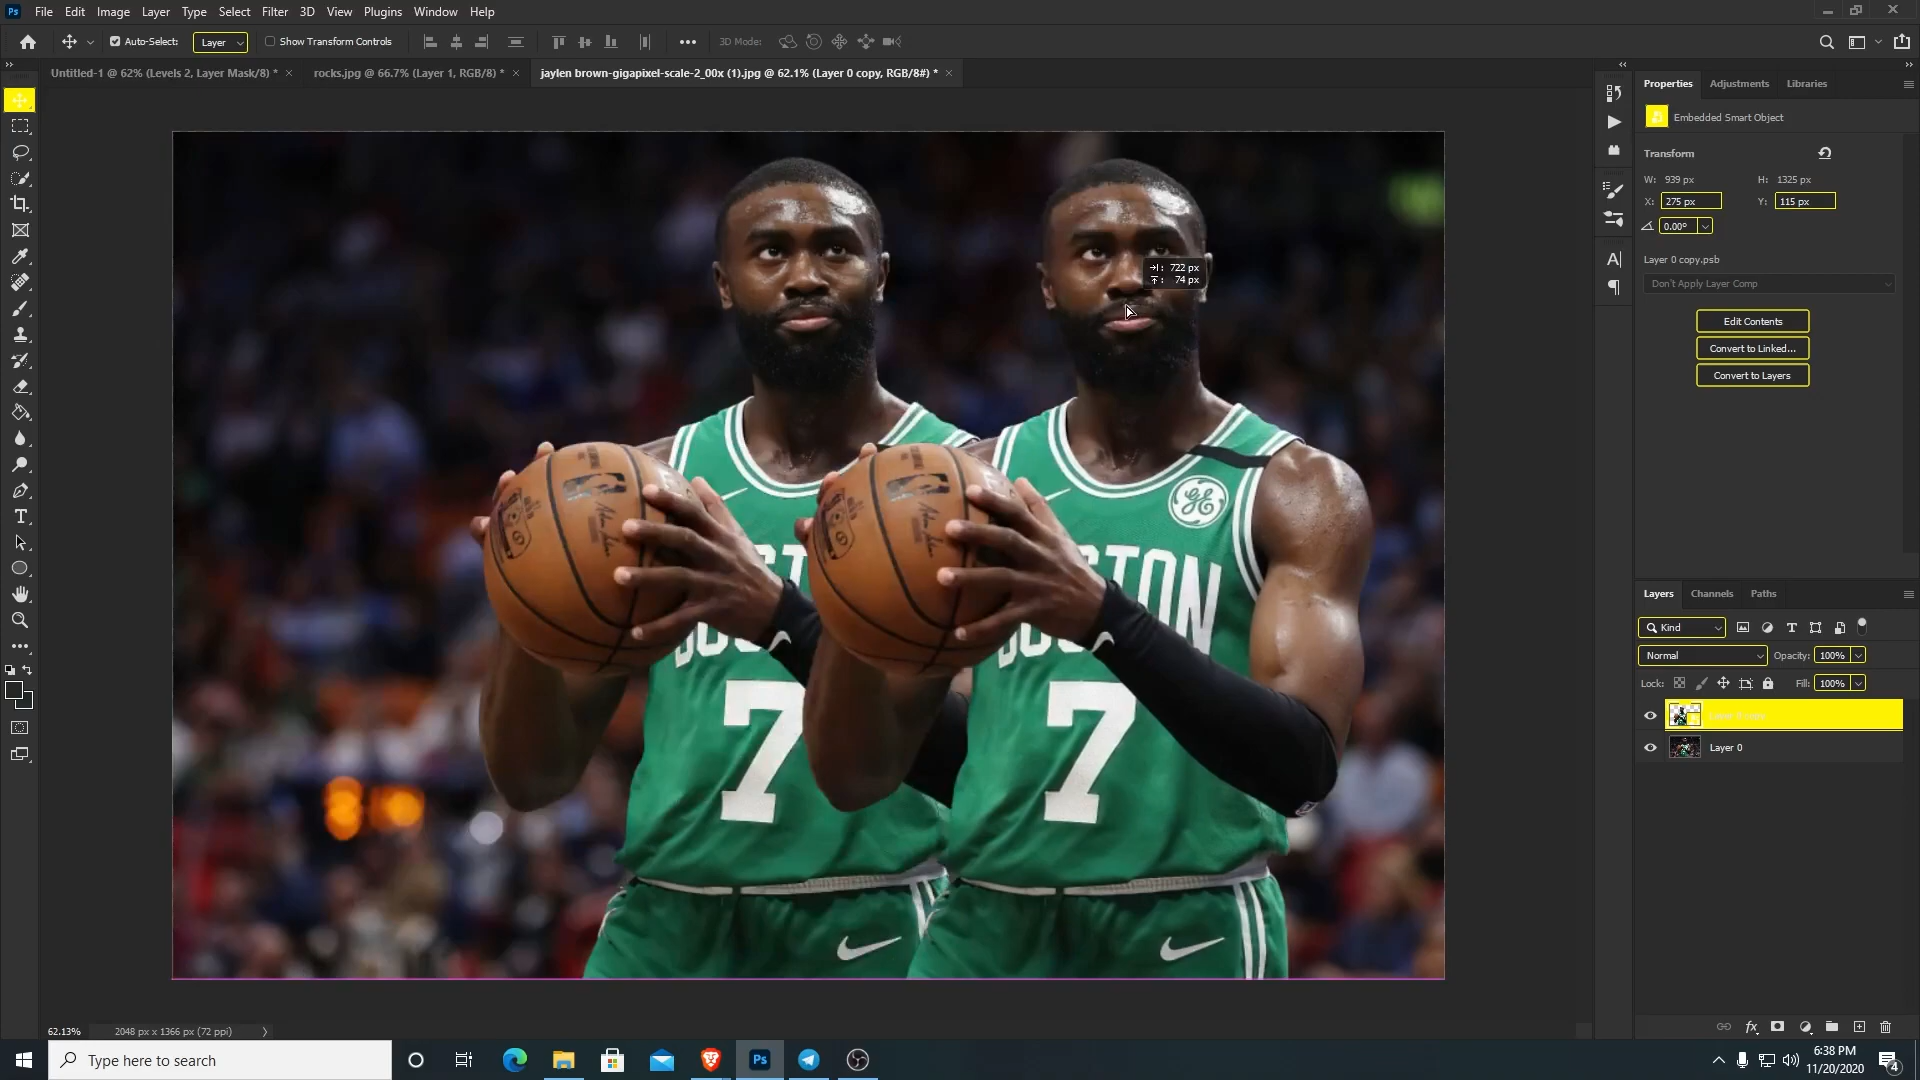 Ps File Edit Image Layer Type Select Filter 3D View Plugins Window Help
Auto-Select: Layer Show Transform Controls 3D Mode:
Untitled-1 @ 62% (Levels 2, Layer Mask/8) * × rocks.jpg @ 66.7% (Layer 1, RGB/8) * × jaylen brown-gigapixel-scale-2_00x (1).jpg @ 62.1% (Layer 0 copy, RGB/8#) * ×
Properties Adjustments Libraries
Embedded Smart Object
Transform
W: 939 px H: 1325 px
X: 275 px Y: 115 px
0.00°
Layer 0 copy.psb
Don't Apply Layer Comp
Edit Contents
Convert to Linked...
Convert to Layers
722 px
74 px
GE
BOSTON
7
7
Layers Channels Paths
Kind
Normal Opacity: 100%
Lock: Fill: 100%
Layer 0
62.13% 2048 px x 1366 px (72 ppi)
Type here to search
Ps
6:38 PM
11/20/2020
4